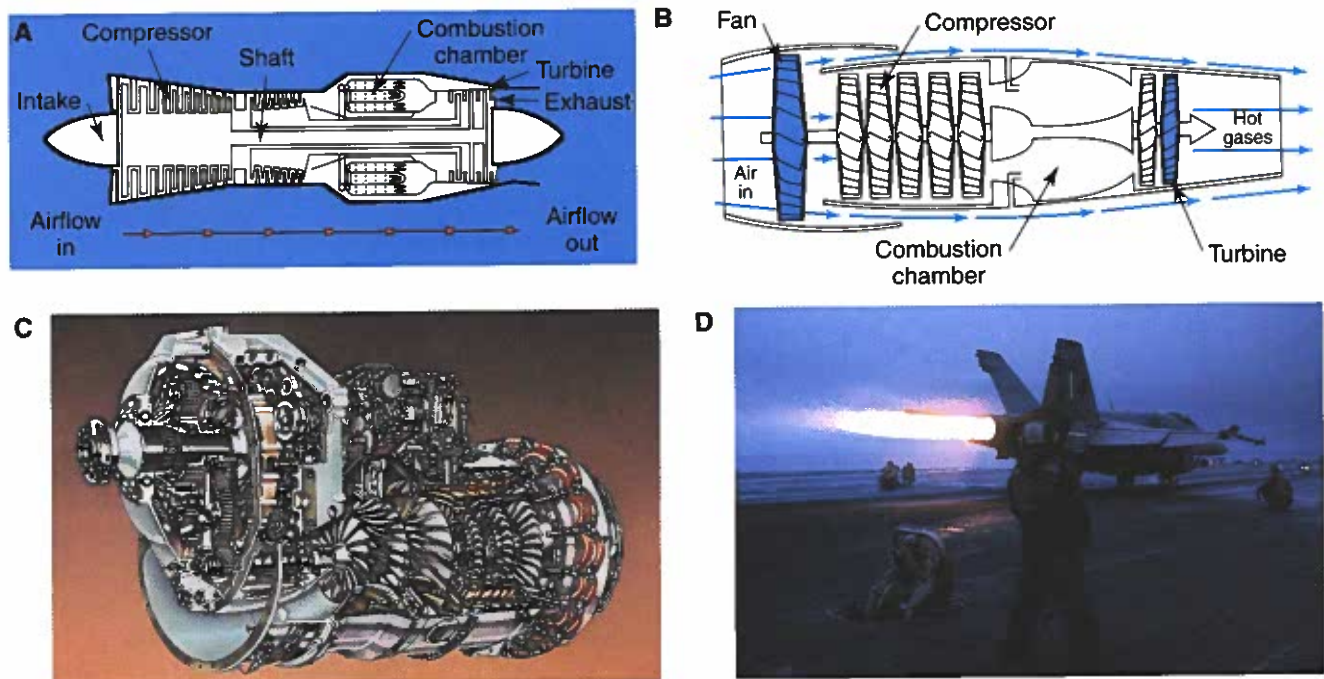 A
Compressor
Combustion
chamber
Shaft
Turbine
Intake
Exhaust
Airflow
in
Airflow
out
B
Fan
Compressor
Air
in
Hot
gases
Combustion
chamber
Turbine
C
D